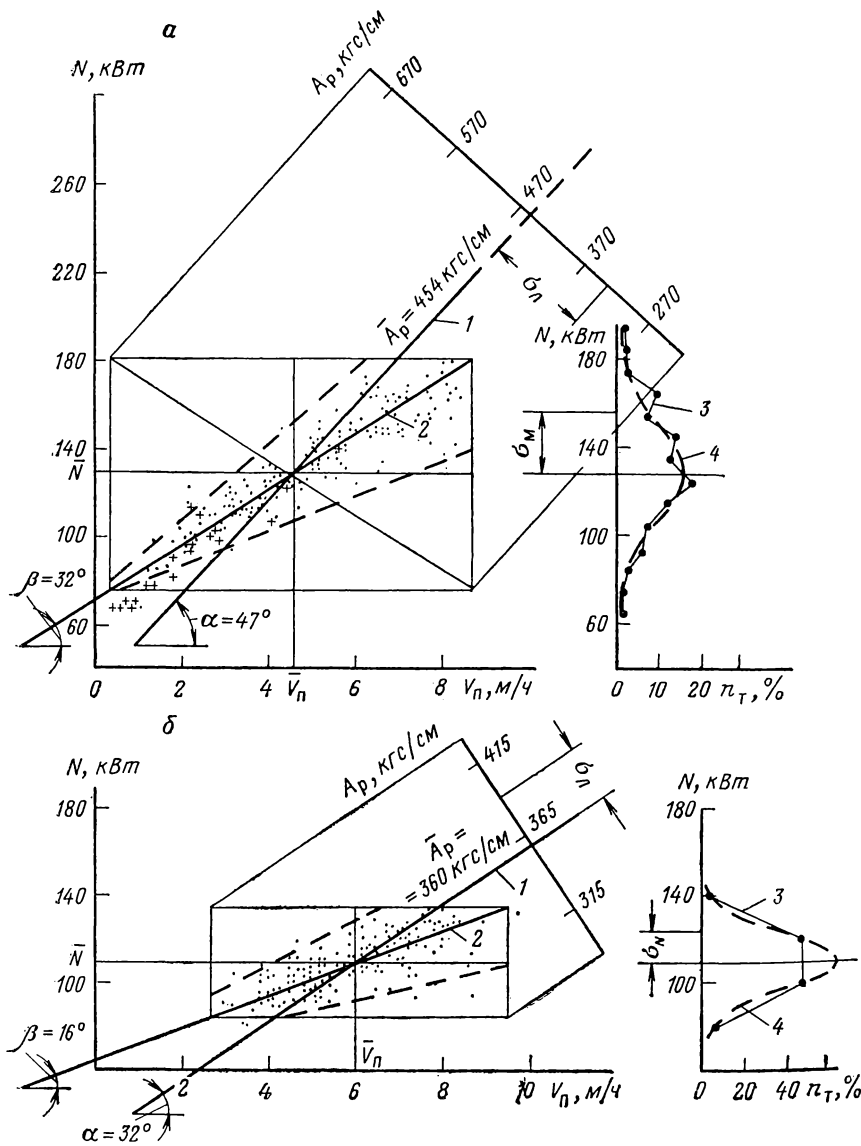 а
N, кВт
260
220
180
140
N̄
100
60
β=32°
α=47°
0
2
4
V̄п
6
8
Vп, м/ч
Aр, кгс/см
670
570
470
370
270
Āр=454 кгс/см
1
2
σл
N, кВт
180
140
100
60
σм
3
4
0
10
20
nт, %
б
N, кВт
180
140
N̄
100
β=16°
α=32°
2
4
V̄п
6
8
10
Vп, м/ч
Aр, кгс/см
415
365
315
Āр=
=360 кгс/см
1
2
σл
N, кВт
180
140
100
σN
3
4
0
20
40
nт, %